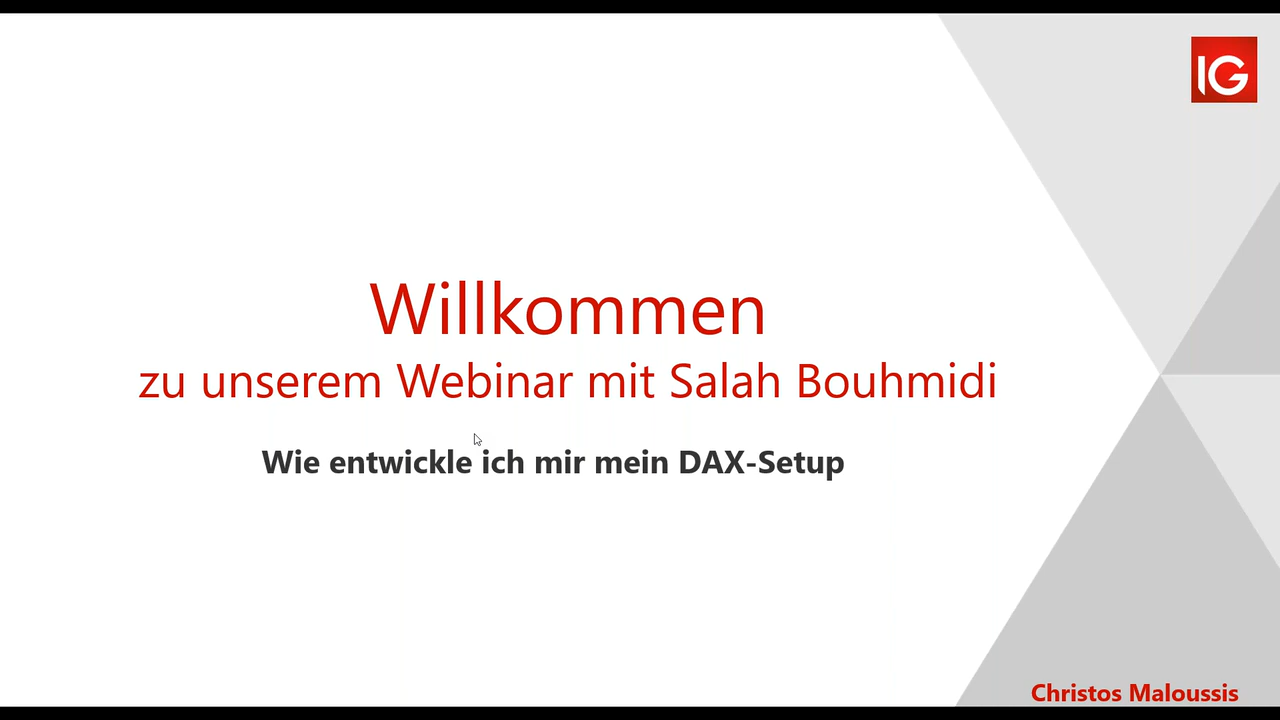 IG
Willkommen
zu unserem Webinar mit Salah Bouhmidi
Wie entwickle ich mir mein DAX-Setup
Christos Maloussis